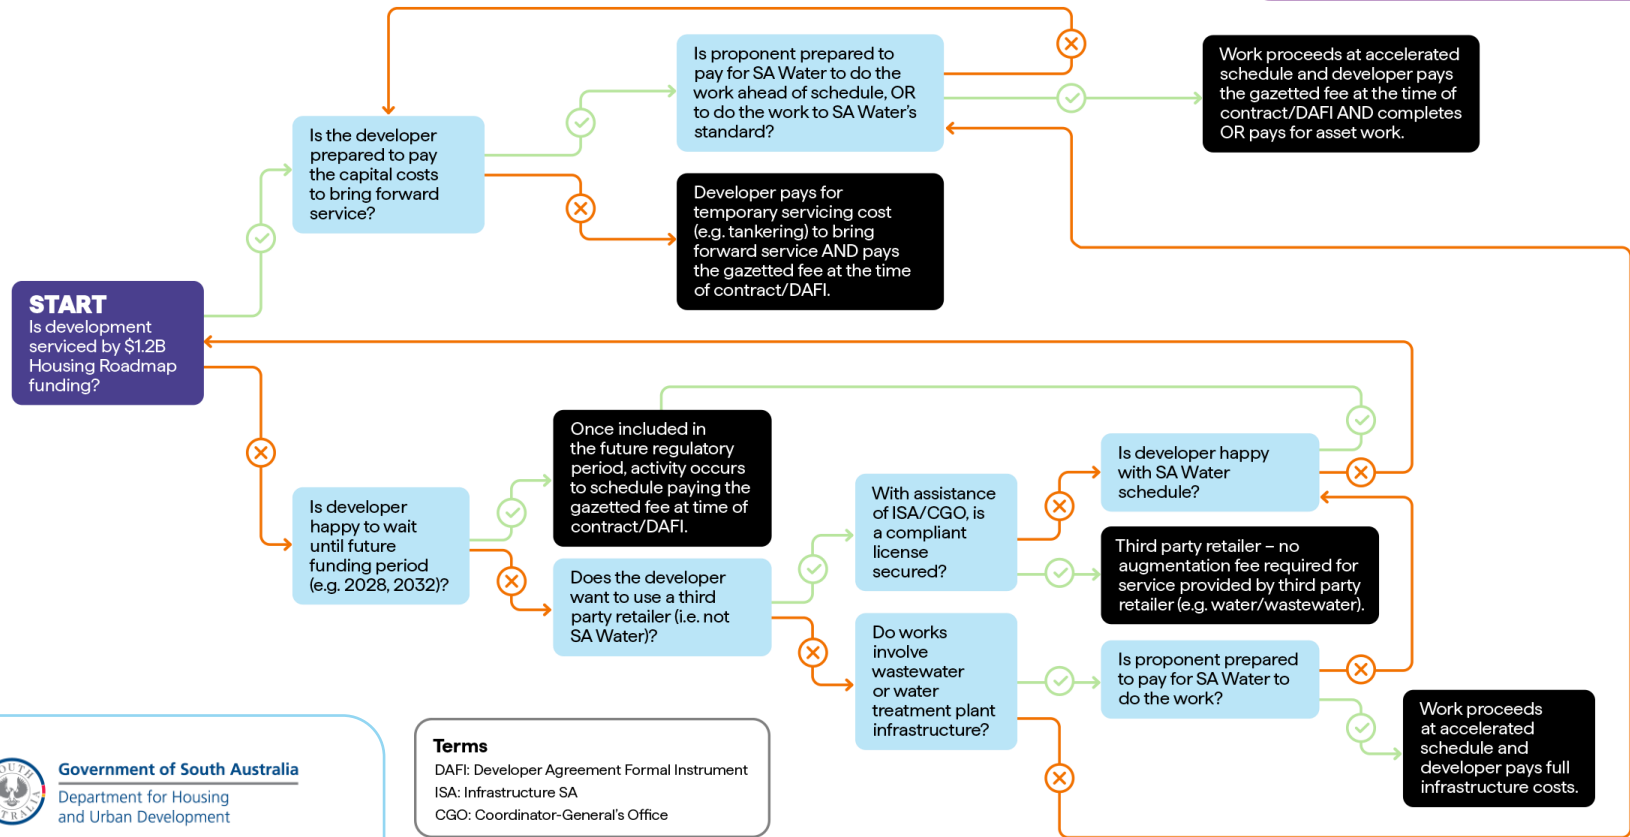 Is proponent prepared to
pay for SA Water to do the
work ahead of schedule, OR
to do the work to SA Water's
standard?
Work proceeds at accelerated
schedule and developer pays
the gazetted fee at the time of
contract/DAFI AND completes
OR pays for asset work.
Is the developer
prepared to pay
the capital costs
to bring forward
service?
Developer pays for
temporary servicing cost
(e.g. tankering) to bring
forward service AND pays
the gazetted fee at the time
of contract/DAFI.
START
Is development
serviced by $1.2B
Housing Roadmap
funding?
Once included in
the future regulatory
period, activity occurs
to schedule paying the
gazetted fee at time of
contract/DAFI.
Is developer
happy to wait
until future
funding period
(e.g. 2028, 2032)?
Does the developer
want to use a third
party retailer (i.e. not
SA Water)?
With assistance
of ISA/CGO, is
a compliant
license
secured?
Is developer happy
with SA Water
schedule?
Third party retailer – no
augmentation fee required for
service provided by third party
retailer (e.g. water/wastewater).
Do works
involve
wastewater
or water
treatment plant
infrastructure?
Is proponent prepared
to pay for SA Water to
do the work?
Work proceeds
at accelerated
schedule and
developer pays full
infrastructure costs.
Government of South Australia
Department for Housing
and Urban Development
Terms
DAFI: Developer Agreement Formal Instrument
ISA: Infrastructure SA
CGO: Coordinator-General's Office